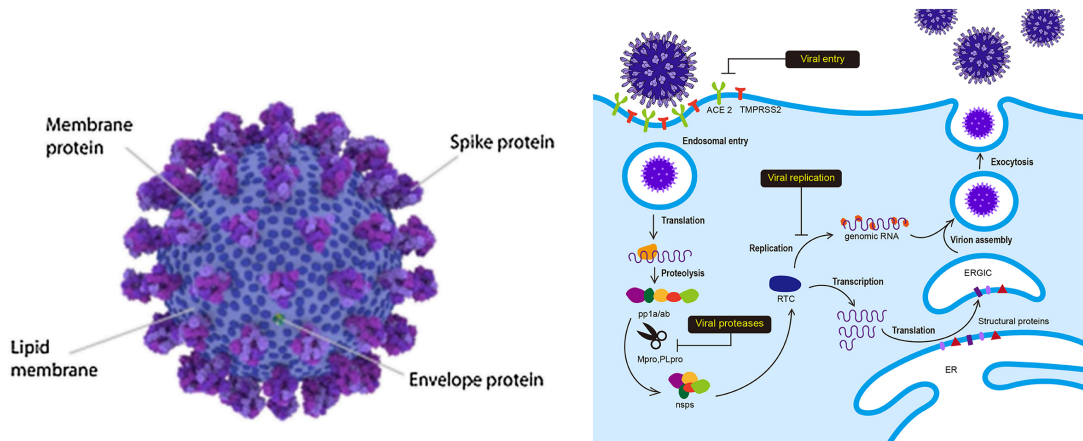 Membrane
protein
Spike protein
Lipid
membrane
Envelope protein
Viral entry
ACE 2
TMPRSS2
Endosomal entry
Viral replication
Exocytosis
Translation
Replication
genomic RNA
Virion assembly
Proteolysis
ERGIC
Transcription
RTC
pp1a/ab
Viral proteases
Structural proteins
Translation
Mpro,PLpro
ER
nsps